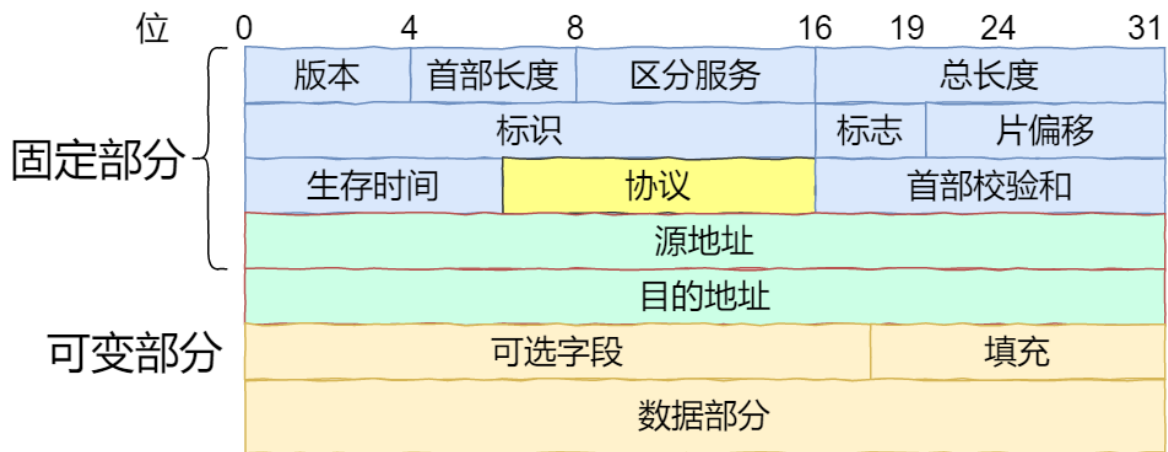 位 0 4 8 16 19 24 31
版本 首部长度 区分服务 总长度
标识 标志 片偏移
固定部分
生存时间 协议 首部校验和
源地址
目的地址
可变部分 可选字段 填充
数据部分